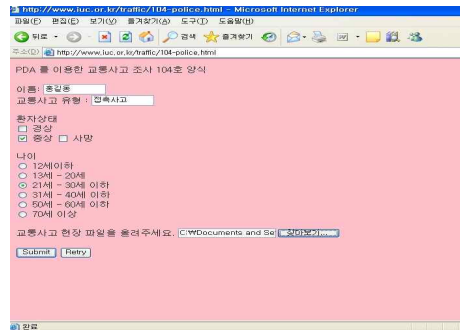 http://www.iuc.or.kr/traffic/104-police.html - Microsoft Internet Explorer
파일(F) 편집(E) 보기(V) 즐겨찾기(A) 도구(T) 도움말(H)
뒤로 검색 즐겨찾기
주소(D) http://www.iuc.or.kr/traffic/104-police.html
PDA 를 이용한 교통사고 조사 104호 양식
이름: 홍길동
교통사고 유형 : 접촉사고
환자상태
경상
중상 사망
나이
12세이하
13세 - 20세
21세 - 30세 이하
31세 - 40세 이하
50세 - 60세 이하
70세 이상
교통사고 현장 파일을 올려주세요. C:\Documents and Se 찾아보기...
Submit Retry
완료